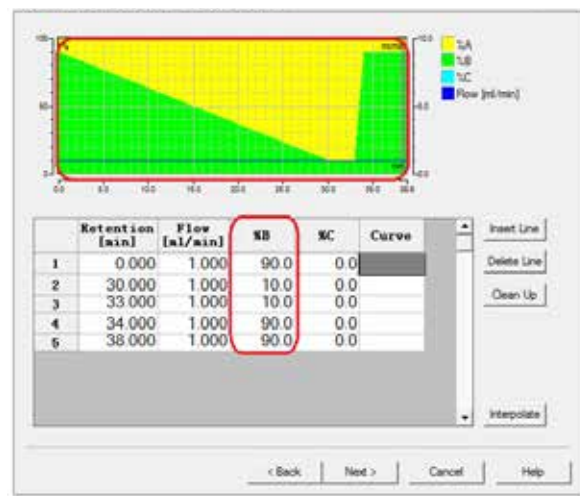 %A
%B
%C
Flow [ml/min]
Retention [min] Flow [ml/min] %B %C Curve
1 0.000 1.000 90.0 0.0
2 30.000 1.000 10.0 0.0
3 33.000 1.000 10.0 0.0
4 34.000 1.000 90.0 0.0
5 38.000 1.000 90.0 0.0
Insert Line
Delete Line
Clean Up
Interpolate
< Back Next > Cancel Help